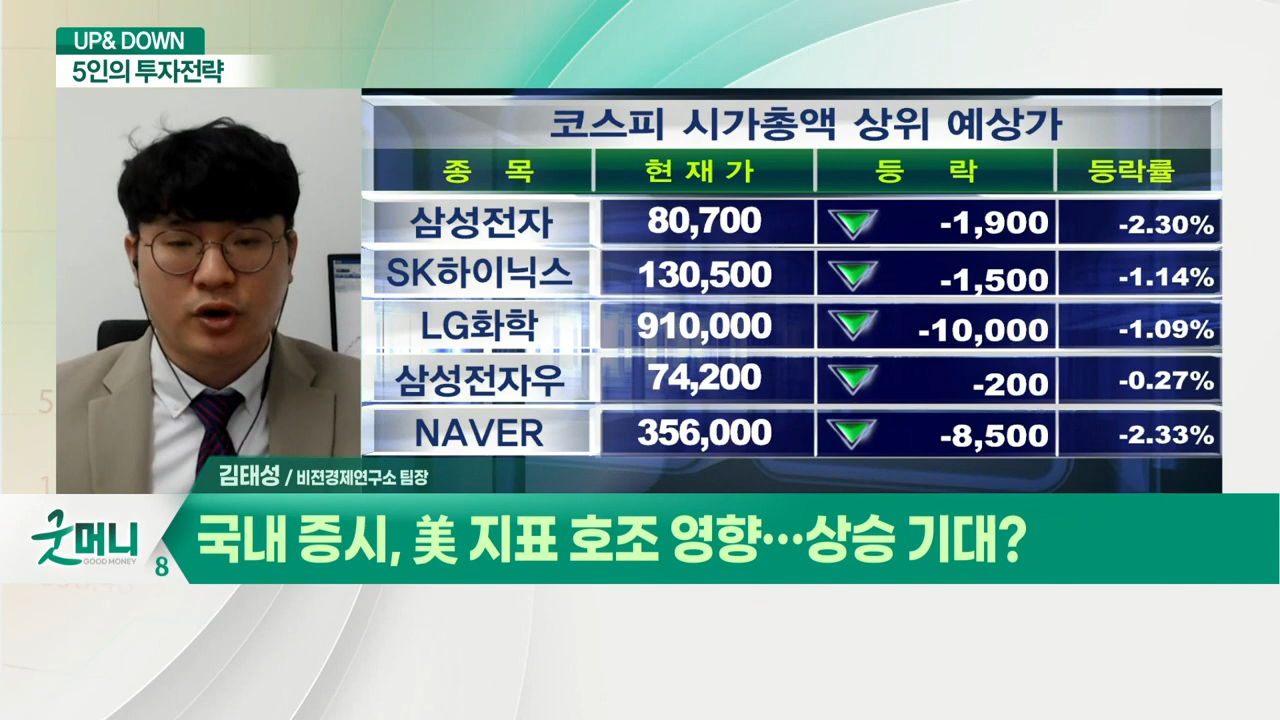 UP& DOWN
5인의 투자전략
코스피 시가총액 상위 예상가
종 목 현 재 가 등 락 등락률
삼성전자 80,700 -1,900 -2.30%
SK하이닉스 130,500 -1,500 -1.14%
LG화학 910,000 -10,000 -1.09%
삼성전자우 74,200 -200 -0.27%
NAVER 356,000 -8,500 -2.33%
김태성 / 비전경제연구소 팀장
굿머니
GOOD MONEY
8
국내 증시, 美 지표 호조 영향…상승 기대?